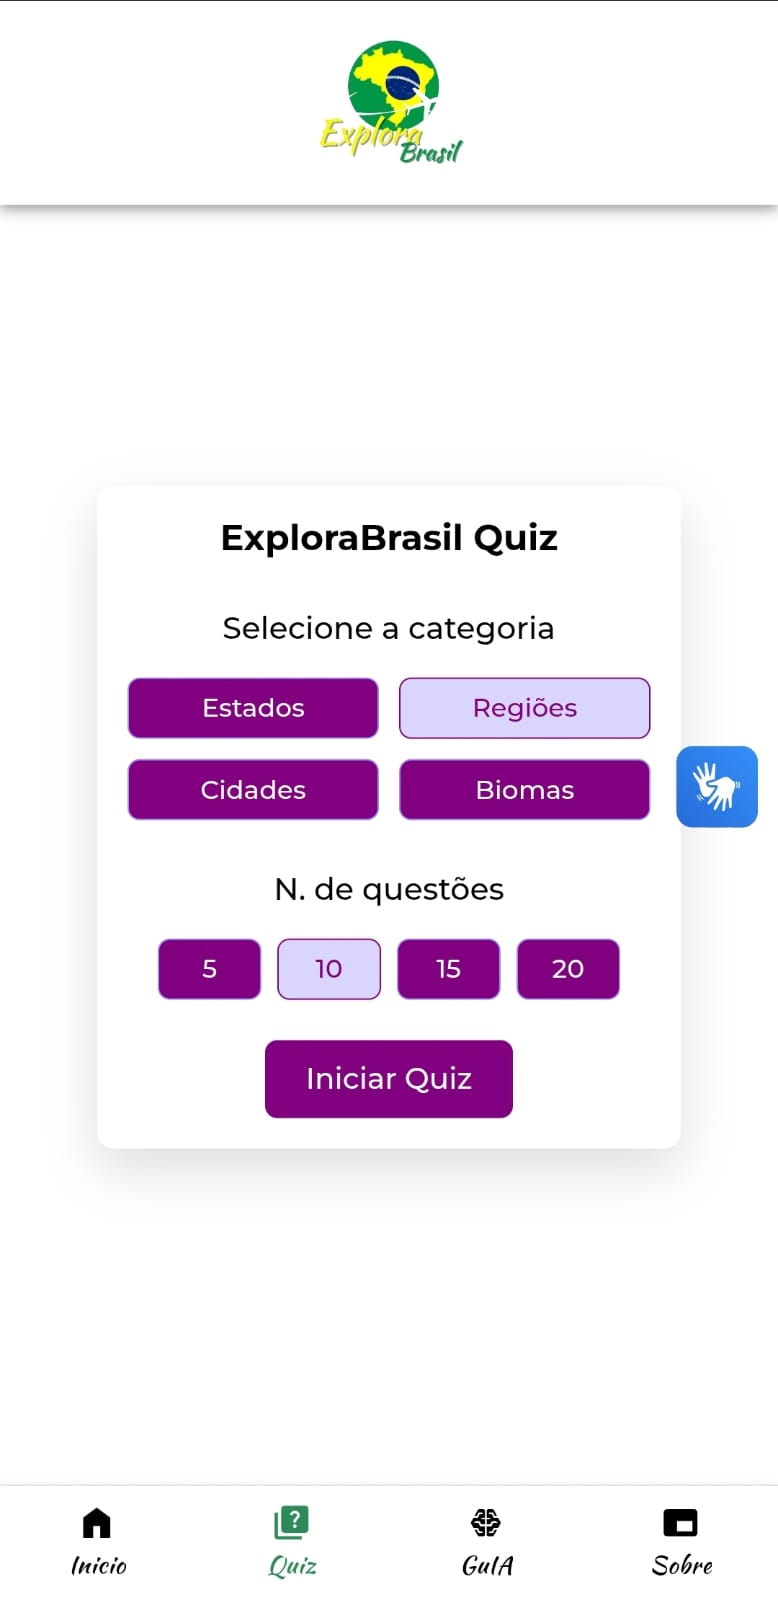 Explora
Brasil
ExploraBrasil Quiz
Selecione a categoria
Estados Regiões
Cidades Biomas
N. de questões
5 10 15 20
Iniciar Quiz
Inicio Quiz GuIA Sobre